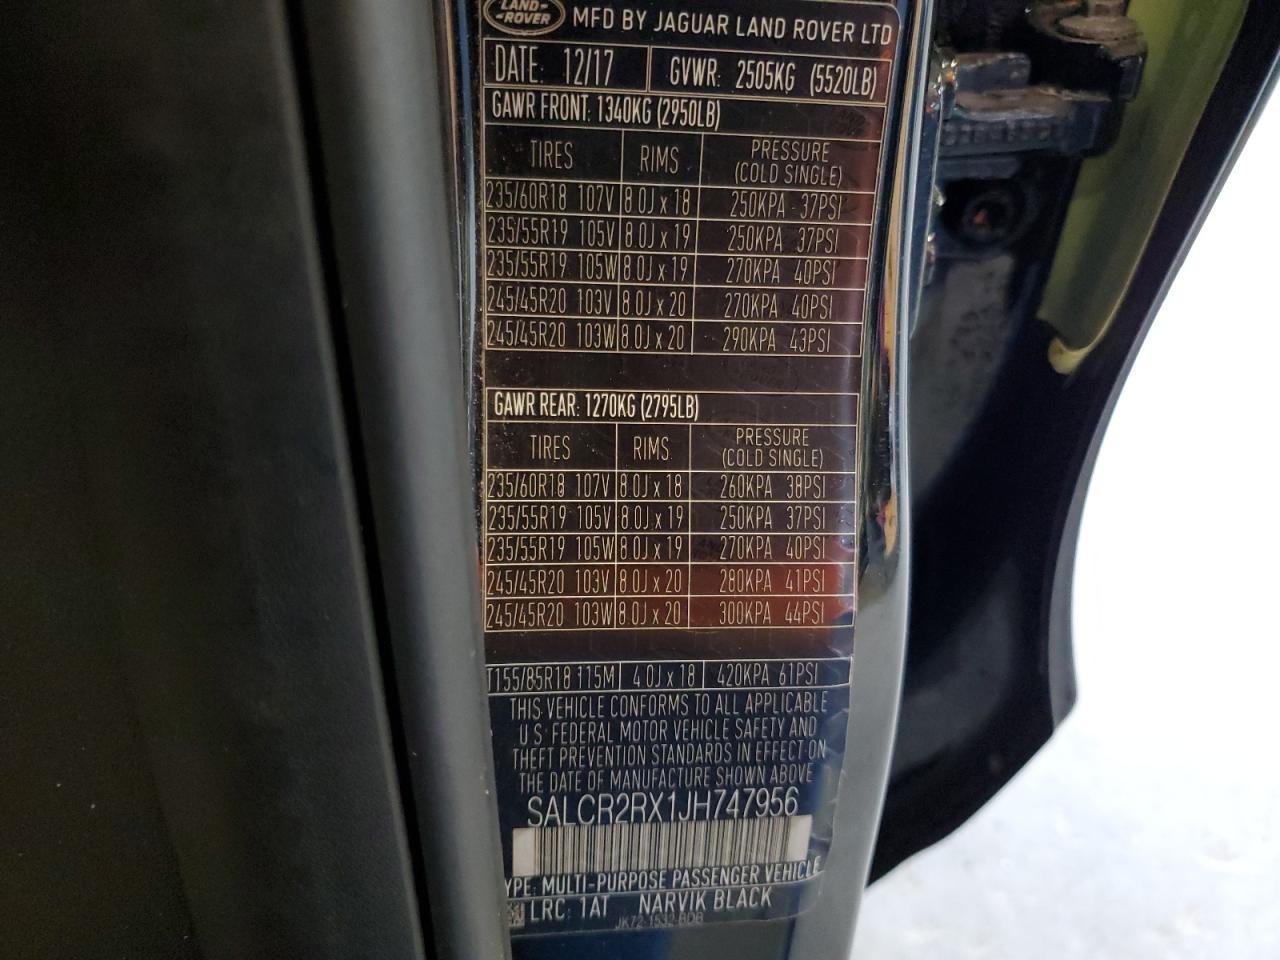 LAND-
-ROVER
MFD BY JAGUAR LAND ROVER LTD
DATE: 12/17 GVWR: 2505KG (5520LB)
GAWR FRONT: 1340KG (2950LB)
TIRES RIMS PRESSURE
(COLD SINGLE)
235/60R18 107V 8.0J x 18 250KPA 37PSI
235/55R19 105V 8.0J x 19 250KPA 37PSI
235/55R19 105W 8.0J x 19 270KPA 40PSI
245/45R20 103V 8.0J x 20 270KPA 40PSI
245/45R20 103W 8.0J x 20 290KPA 43PSI
GAWR REAR: 1270KG (2795LB)
TIRES RIMS PRESSURE
(COLD SINGLE)
235/60R18 107V 8.0J x 18 260KPA 38PSI
235/55R19 105V 8.0J x 19 250KPA 37PSI
235/55R19 105W 8.0J x 19 270KPA 40PSI
245/45R20 103V 8.0J x 20 280KPA 41PSI
245/45R20 103W 8.0J x 20 300KPA 44PSI
T155/85R18 115M 4.0J x 18 420KPA 61PSI
THIS VEHICLE CONFORMS TO ALL APPLICABLE
U S FEDERAL MOTOR VEHICLE SAFETY AND
THEFT PREVENTION STANDARDS IN EFFECT ON
THE DATE OF MANUFACTURE SHOWN ABOVE
SALCR2RX1JH747956
YPE: MULTI-PURPOSE PASSENGER VEHICLE
LRC: 1AT NARVIK BLACK
JK72-1532-BDB